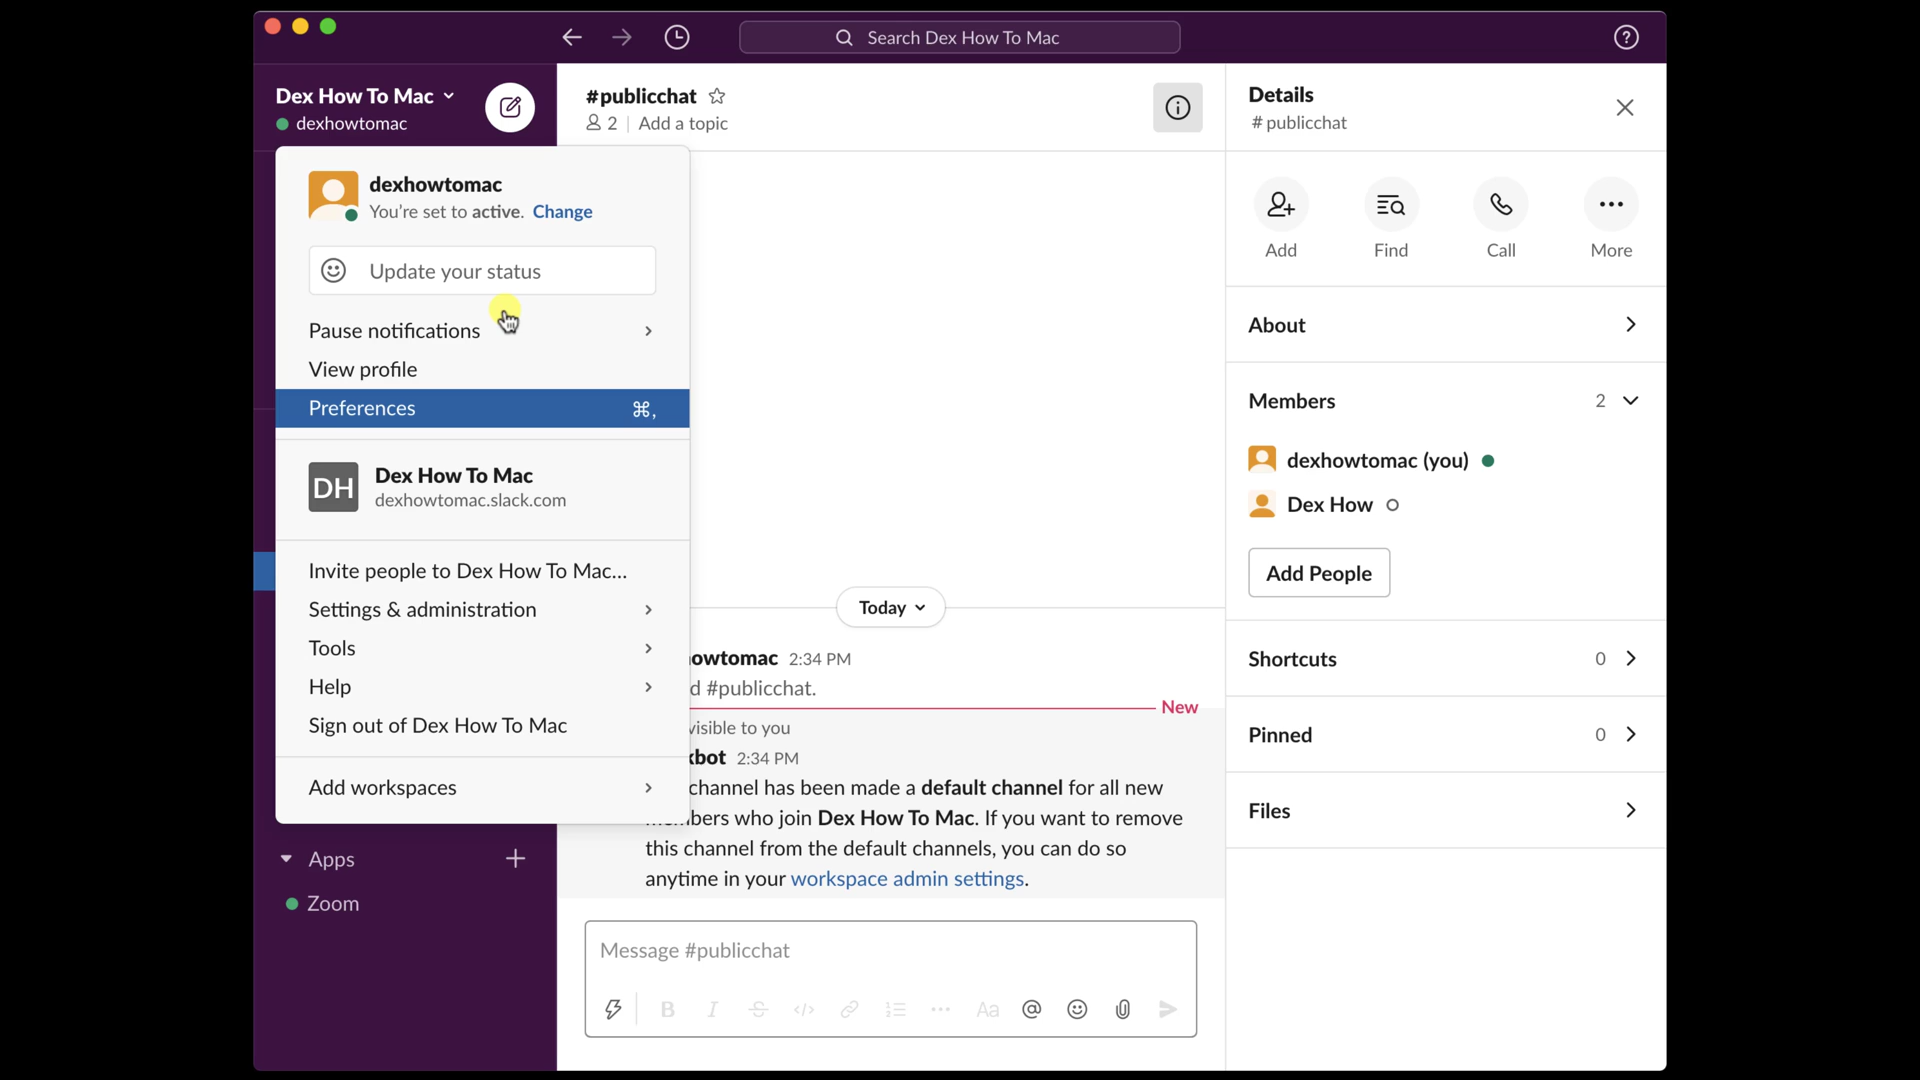 Search Dex How To Mac
Dex How To Mac
dexhowtomac
#publicchat
2 | Add a topic
Details
# publicchat
dexhowtomac
You're set to active. Change
Update your status
Pause notifications
View profile
Preferences ⌘,
DH
Dex How To Mac
dexhowtomac.slack.com
Invite people to Dex How To Mac...
Settings & administration
Tools
Help
Sign out of Dex How To Mac
Add workspaces
Apps
Zoom
Today
owtomac 2:34 PM
d #publicchat.
New
visible to you
kbot 2:34 PM
channel has been made a default channel for all new
bers who join Dex How To Mac. If you want to remove
this channel from the default channels, you can do so
anytime in your workspace admin settings.
Message #publicchat
B I S </> Aa @
Add Find Call More
About
Members 2
dexhowtomac (you)
Dex How
Add People
Shortcuts 0
Pinned 0
Files